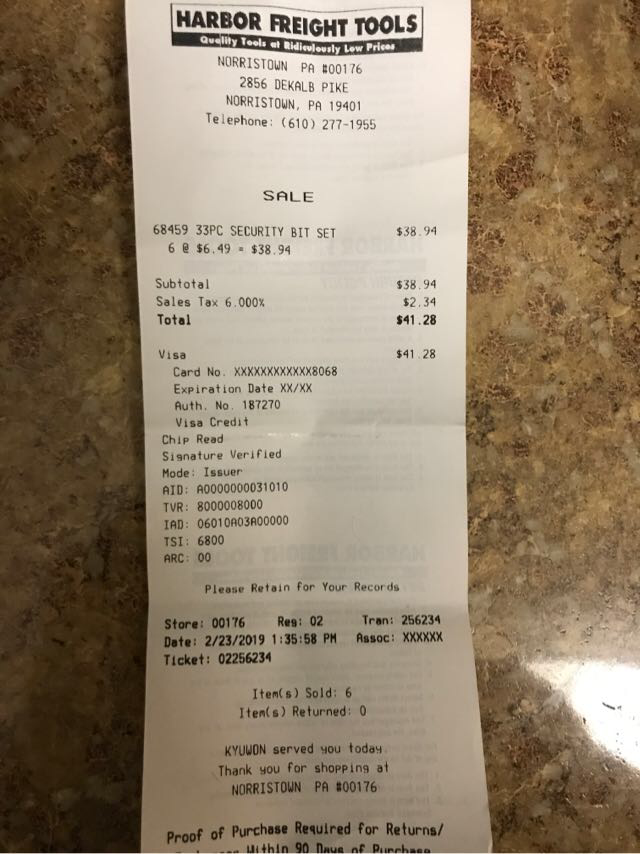 HARBOR FREIGHT TOOLS
Quality Tools at Ridiculously Low Prices
NORRISTOWN PA #00176
2856 DEKALB PIKE
NORRISTOWN, PA 19401
Telephone: (610) 277-1955
SALE
68459 33PC SECURITY BIT SET $38.94
6 @ $6.49 = $38.94
Subtotal $38.94
Sales Tax 6.000% $2.34
Total $41.28
Visa $41.28
Card No. XXXXXXXXXXXX8068
Expiration Date XX/XX
Auth. No. 187270
Visa Credit
Chip Read
Signature Verified
Mode: Issuer
AID: A0000000031010
TVR: 8000008000
IAD: 06010A03A00000
TSI: 6800
ARC: 00
Please Retain for Your Records
Store: 00176 Reg: 02 Tran: 256234
Date: 2/23/2019 1:35:58 PM Assoc: XXXXXX
Ticket: 02256234
Item(s) Sold: 6
Item(s) Returned: 0
KYUWON served you today.
Thank you for shopping at
NORRISTOWN PA #00176
Proof of Purchase Required for Returns/
Within 90 Days of Purchase